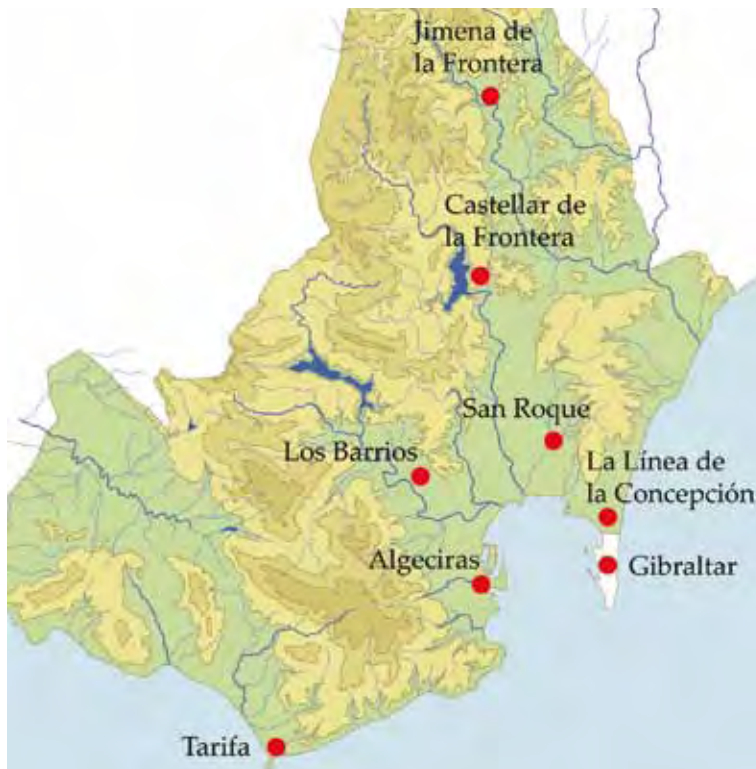 Jimena de
la Frontera
Castellar de
la Frontera
San Roque
Los Barrios
La Línea de
la Concepción
Algeciras
Gibraltar
Tarifa